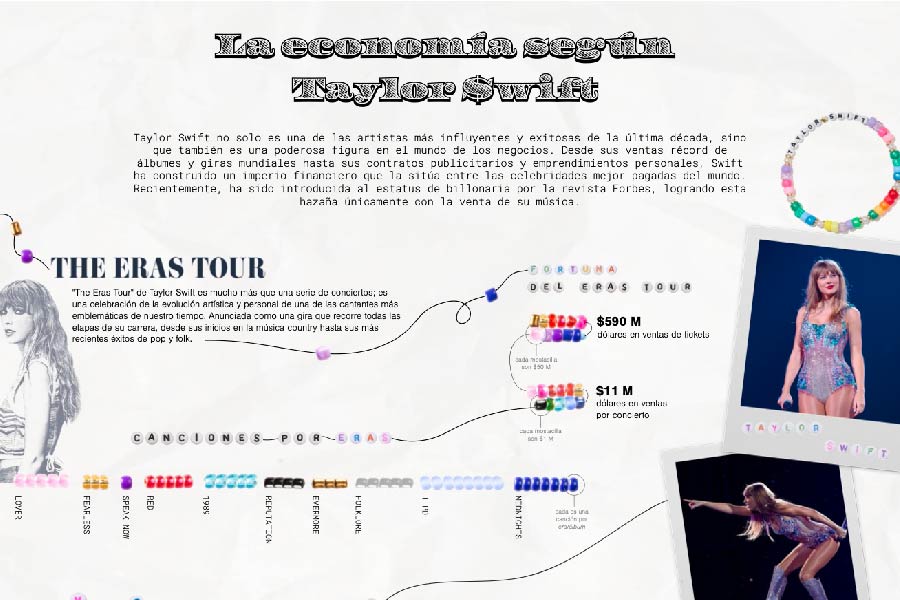 La economía según
Taylor $wift
Taylor Swift no solo es una de las artistas más influyentes y exitosas de la última década, sino
que también es una poderosa figura en el mundo de los negocios. Desde sus ventas récord de
álbumes y giras mundiales hasta sus contratos publicitarios y emprendimientos personales, Swift
ha construido un imperio financiero que la sitúa entre las celebridades mejor pagadas del mundo.
Recientemente, ha sido introducida al estatus de billonaria por la revista Forbes, logrando esta
hazaña únicamente con la venta de su música.
TAYLOR SWIFT
THE ERAS TOUR
"The Eras Tour" de Taylor Swift es mucho más que una serie de conciertos; es
una celebración de la evolución artística y personal de una de las cantantes más
emblemáticas de nuestro tiempo. Anunciada como una gira que recorre todas las
etapas de su carrera, desde sus inicios en la música country hasta sus más
recientes éxitos de pop y folk.
FORTUNA
DEL ERAS TOUR
$590 M
dólares en ventas de tickets
cada mostacilla
son $50 M
$11 M
dólares en ventas
por concierto
cada mostacilla
son $1 M
TAYLOR
SWIFT
CANCIONES POR ERAS
LOVER
FEARLESS
SPEAK NOW
RED
1989
REPUTATION
EVERMORE
FOLKLORE
TTPD
MIDNIGHTS
cada es una
canción por
era/álbum